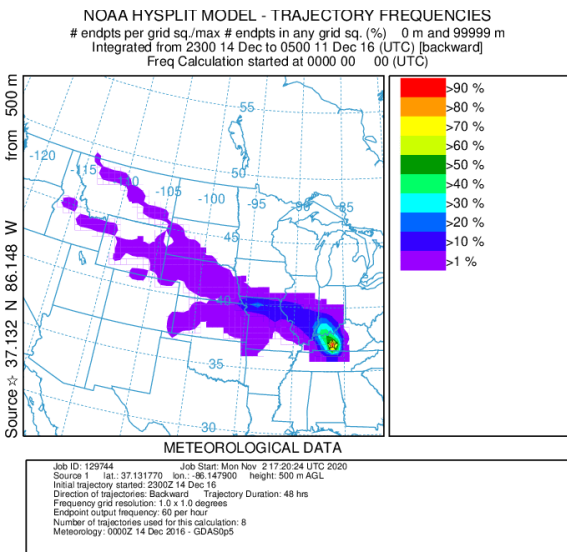 NOAA HYSPLIT MODEL - TRAJECTORY FREQUENCIES
# endpts per grid sq./max # endpts in any grid sq. (%) 0 m and 99999 m
Integrated from 2300 14 Dec to 0500 11 Dec 16 (UTC) [backward]
Freq Calculation started at 0000 00 00 (UTC)
Source ☆ 37.132 N 86.148 W from 500 m
-120
-115
-105
-100
-95
-85
55
50
45
40
35
30
>90 %
>80 %
>70 %
>60 %
>50 %
>40 %
>30 %
>20 %
>10 %
>1 %
METEOROLOGICAL DATA
Job ID: 129744 Job Start: Mon Nov 2 17:20:24 UTC 2020
Source 1 lat.: 37.131770 lon.: -86.147900 height: 500 m AGL
Initial trajectory started: 2300Z 14 Dec 16
Direction of trajectories: Backward Trajectory Duration: 48 hrs
Frequency grid resolution: 1.0 x 1.0 degrees
Endpoint output frequency: 60 per hour
Number of trajectories used for this calculation: 8
Meteorology: 0000Z 14 Dec 2016 - GDAS0p5